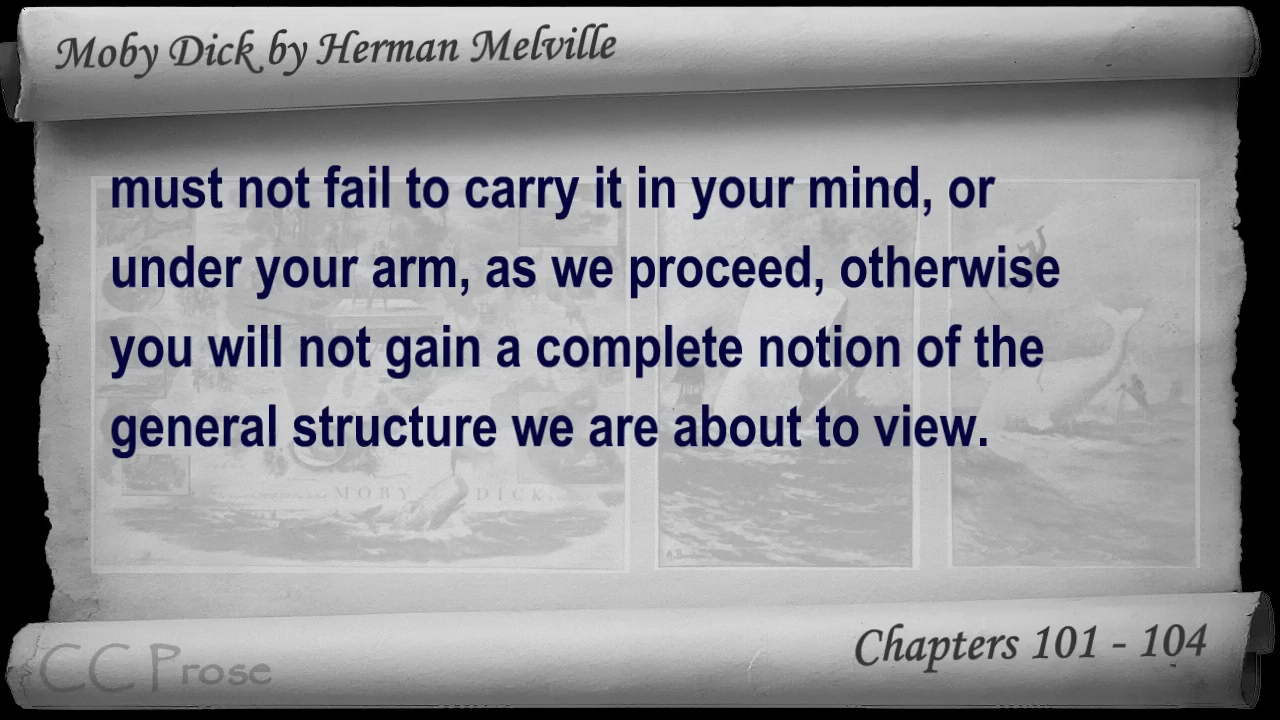 Moby Dick by Herman Melville
must not fail to carry it in your mind, or
under your arm, as we proceed, otherwise
you will not gain a complete notion of the
general structure we are about to view.
MOBY DICK
Chapters 101 - 104
CC Prose